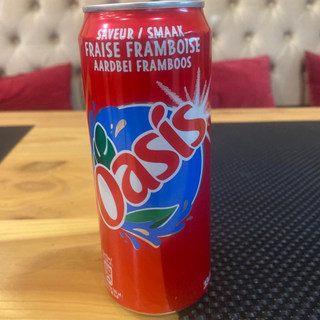 SAVEUR / SMAAK
FRAISE FRAMBOISE
AARDBEI FRAMBOOS
Oasis